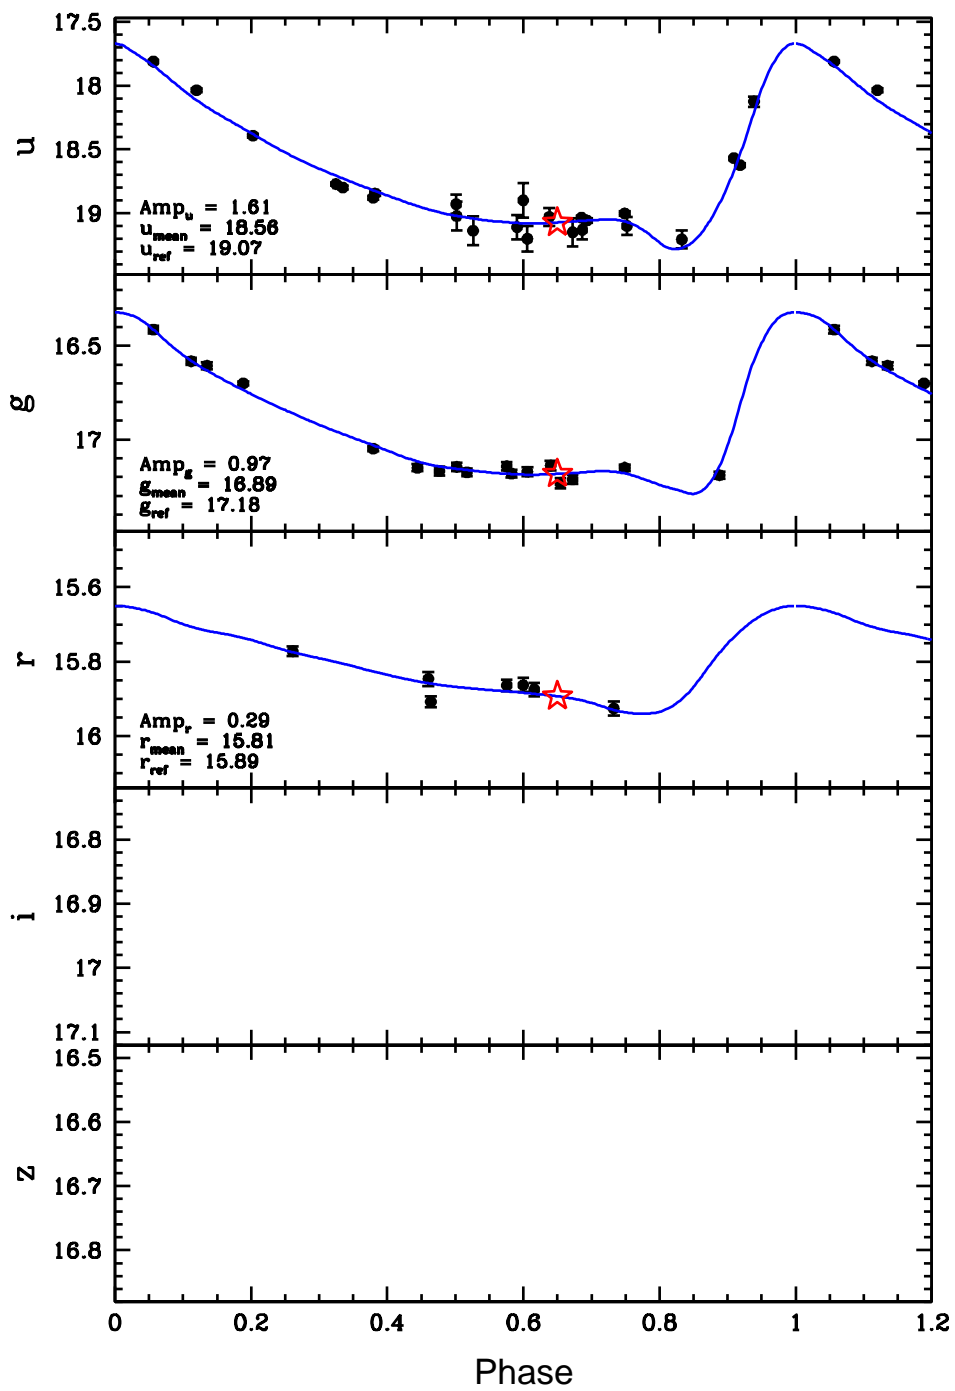 17.5
18
18.5
19
u
Amp_u = 1.61
u_mean = 18.56
u_ref = 19.07
16.5
17
g
Amp_g = 0.97
g_mean = 16.89
g_ref = 17.18
15.6
15.8
16
r
Amp_r = 0.29
r_mean = 15.81
r_ref = 15.89
16.8
16.9
17
17.1
i
16.5
16.6
16.7
16.8
z
0 0.2 0.4 0.6 0.8 1 1.2
Phase